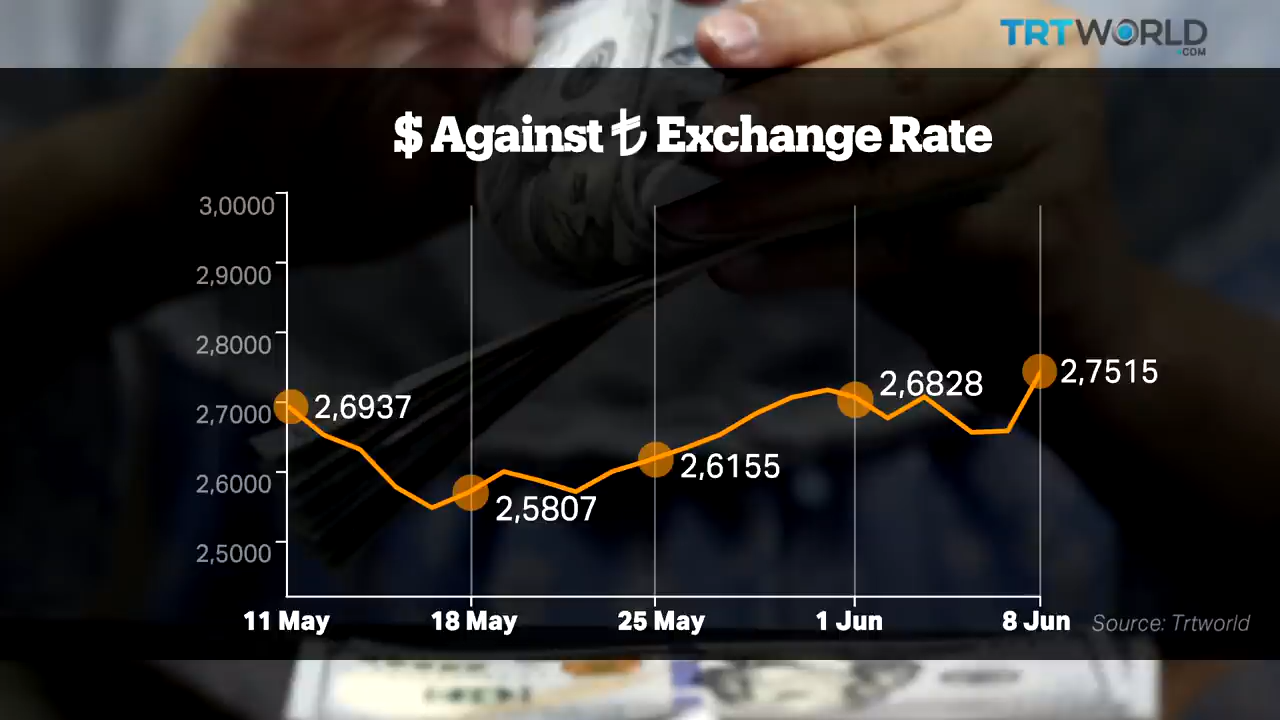 TRTWORLD
.COM
$ Against ₺ Exchange Rate
3,0000
2,9000
2,8000
2,7000
2,6000
2,5000
2,6937
2,5807
2,6155
2,6828
2,7515
11 May
18 May
25 May
1 Jun
8 Jun
Source: Trtworld